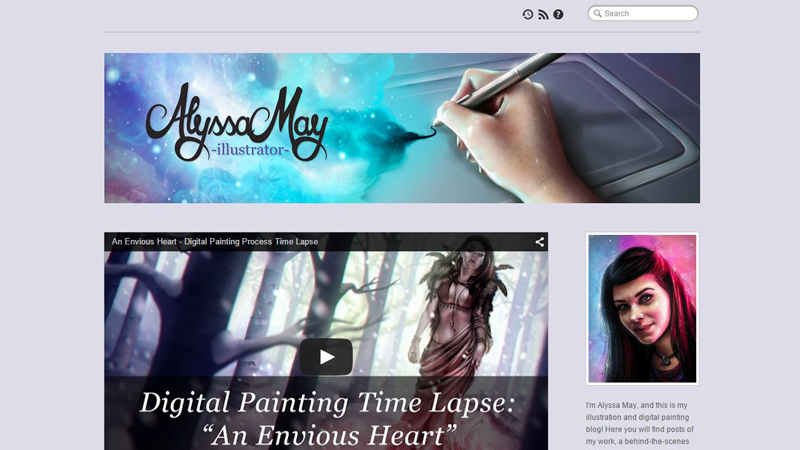 Search
AlyssaMay
-illustrator-
An Envious Heart - Digital Painting Process Time Lapse
Digital Painting Time Lapse:
“An Envious Heart”
I'm Alyssa May, and this is my
illustration and digital painting
blog! Here you will find posts of
my work, a behind-the-scenes